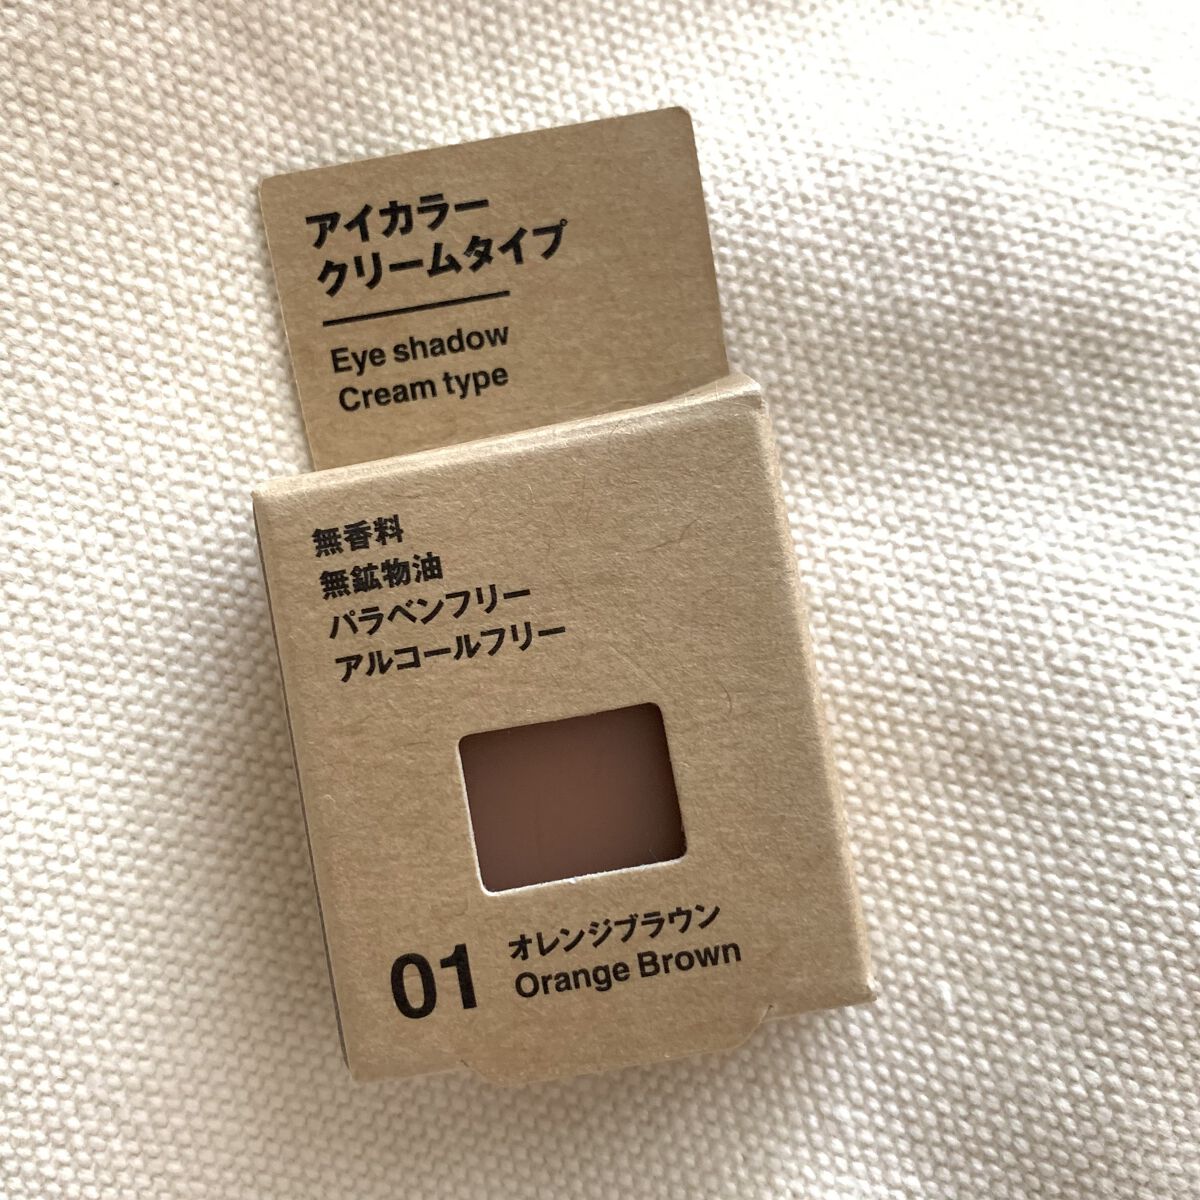 アイカラー
クリームタイプ
Eye shadow
Cream type
無香料
無鉱物油
パラベンフリー
アルコールフリー
01
オレンジブラウン
Orange Brown